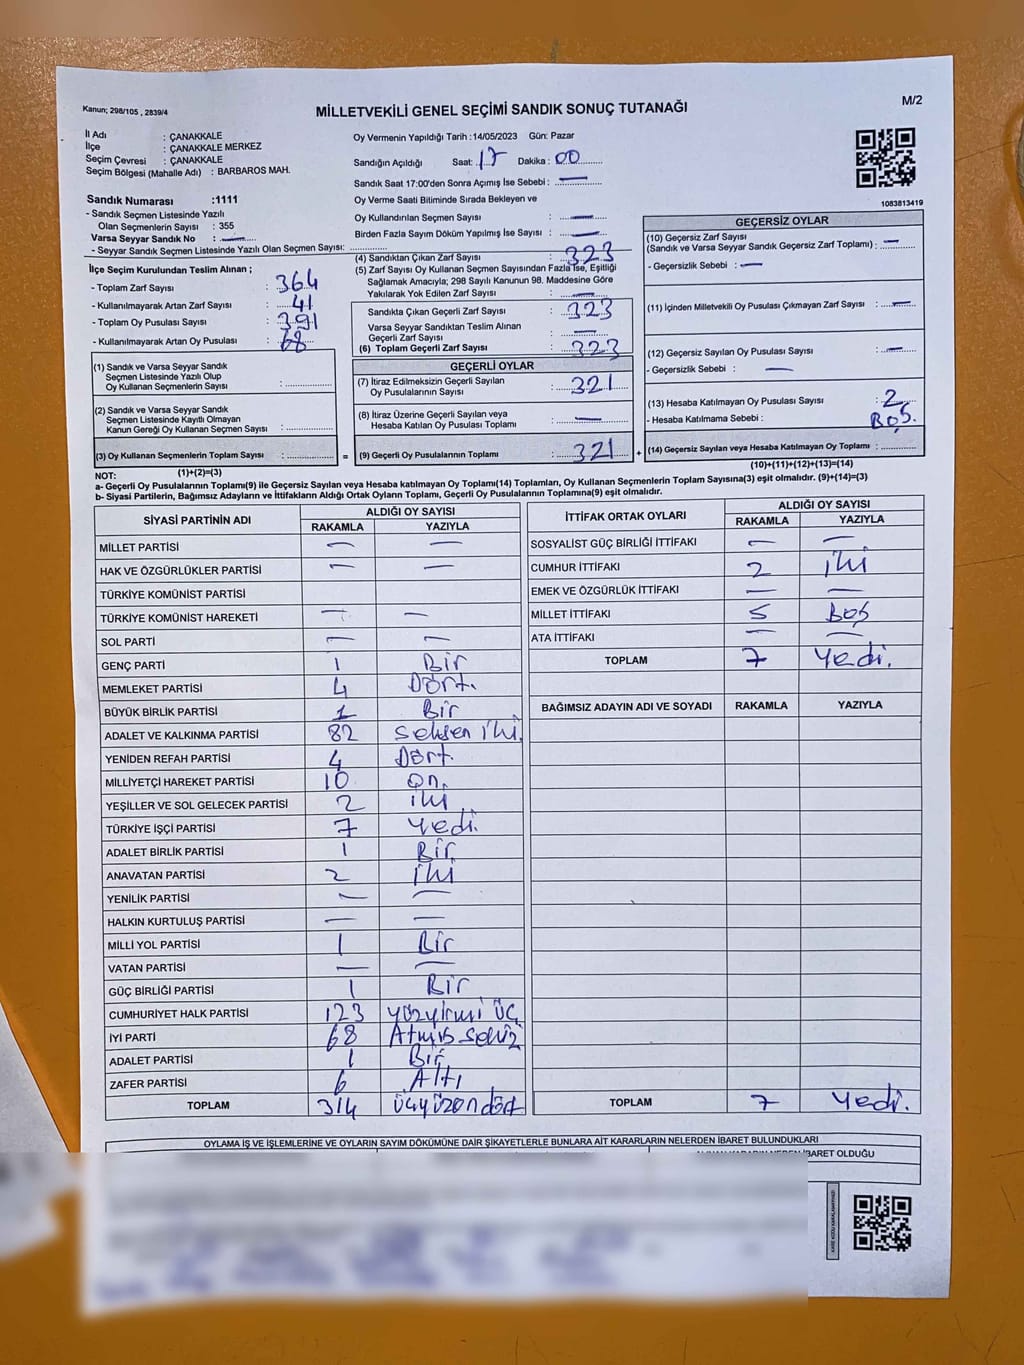 Kanun; 298/105 , 2839/4
MİLLETVEKİLİ GENEL SEÇİMİ SANDIK SONUÇ TUTANAĞI
M/2
İl Adı : ÇANAKKALE
İlçe : ÇANAKKALE MERKEZ
Seçim Çevresi : ÇANAKKALE
Seçim Bölgesi (Mahalle Adı) : BARBAROS MAH.
Oy Vermenin Yapıldığı Tarih :14/05/2023 Gün: Pazar
Sandığın Açıldığı Saat: 17 Dakika : 00
Sandık Saat 17:00'den Sonra Açımış İse Sebebi : —
Oy Verme Saati Bitiminde Sırada Bekleyen ve
Oy Kullandırılan Seçmen Sayısı : —
Birden Fazla Sayım Döküm Yapılmış İse Sayısı : —
1083813419
Sandık Numarası :1111
- Sandık Seçmen Listesinde Yazılı
Olan Seçmenlerin Sayısı : 355
Varsa Seyyar Sandık No : —
- Seyyar Sandık Seçmen Listesinde Yazılı Olan Seçmen Sayısı:
İlçe Seçim Kurulundan Teslim Alınan ;
- Toplam Zarf Sayısı : 364
- Kullanılmayarak Artan Zarf Sayısı : 41
- Toplam Oy Pusulası Sayısı : 391
- Kullanılmayarak Artan Oy Pusulası : 68
(1) Sandık ve Varsa Seyyar Sandık
Seçmen Listesinde Yazılı Olup
Oy Kullanan Seçmenlerin Sayısı :
(2) Sandık ve Varsa Seyyar Sandık
Seçmen Listesinde Kayıtlı Olmayan
Kanun Gereği Oy Kullanan Seçmen Sayısı :
(3) Oy Kullanan Seçmenlerin Toplam Sayısı : =
(1)+(2)=(3)
(4) Sandıktan Çıkan Zarf Sayısı : 323
(5) Zarf Sayısı Oy Kullanan Seçmen Sayısından Fazla İse, Eşitliği
Sağlamak Amacıyla; 298 Sayılı Kanunun 98. Maddesine Göre
Yakılarak Yok Edilen Zarf Sayısı : —
Sandıkta Çıkan Geçerli Zarf Sayısı : 323
Varsa Seyyar Sandıktan Teslim Alınan
Geçerli Zarf Sayısı : —
(6) Toplam Geçerli Zarf Sayısı : 323
GEÇERLİ OYLAR
(7) İtiraz Edilmeksizin Geçerli Sayılan
Oy Pusulalarının Sayısı : 321
(8) İtiraz Üzerine Geçerli Sayılan veya
Hesaba Katılan Oy Pusulası Toplamı : —
(9) Geçerli Oy Pusulalarının Toplamı : 321 +
GEÇERSİZ OYLAR
(10) Geçersiz Zarf Sayısı
(Sandık ve Varsa Seyyar Sandık Geçersiz Zarf Toplamı) : —
- Geçersizlik Sebebi : —
(11) İçinden Milletvekili Oy Pusulası Çıkmayan Zarf Sayısı : —
(12) Geçersiz Sayılan Oy Pusulası Sayısı : —
- Geçersizlik Sebebi : —
(13) Hesaba Katılmayan Oy Pusulası Sayısı : 2
- Hesaba Katılmama Sebebi : Boş.
(14) Geçersiz Sayılan veya Hesaba Katılmayan Oy Toplamı :
(10)+(11)+(12)+(13)=(14)
NOT:
a- Geçerli Oy Pusulalarının Toplamı(9) ile Geçersiz Sayılan veya Hesaba katılmayan Oy Toplamı(14) Toplamları, Oy Kullanan Seçmenlerin Toplam Sayısına(3) eşit olmalıdır. (9)+(14)=(3)
b- Siyasi Partilerin, Bağımsız Adayların ve İttifakların Aldığı Ortak Oyların Toplamı, Geçerli Oy Pusulalarının Toplamına(9) eşit olmalıdır.
SİYASİ PARTİNİN ADI ALDIĞI OY SAYISI
RAKAMLA YAZIYLA
MİLLET PARTİSİ — —
HAK VE ÖZGÜRLÜKLER PARTİSİ — —
TÜRKİYE KOMÜNİST PARTİSİ
TÜRKİYE KOMÜNİST HAREKETİ — —
SOL PARTİ — —
GENÇ PARTİ 1 Bir
MEMLEKET PARTİSİ 4 Dört.
BÜYÜK BİRLİK PARTİSİ 1 Bir
ADALET VE KALKINMA PARTİSİ 82 Seksen iki
YENİDEN REFAH PARTİSİ 4 Dört.
MİLLİYETÇİ HAREKET PARTİSİ 10 On.
YEŞİLLER VE SOL GELECEK PARTİSİ 2 iki
TÜRKİYE İŞÇİ PARTİSİ 7 Yedi.
ADALET BİRLİK PARTİSİ 1 Bir
ANAVATAN PARTİSİ 2 iki
YENİLİK PARTİSİ — —
HALKIN KURTULUŞ PARTİSİ — —
MİLLİ YOL PARTİSİ 1 Bir
VATAN PARTİSİ — —
GÜÇ BİRLİĞİ PARTİSİ 1 Bir
CUMHURİYET HALK PARTİSİ 123 yüzyirmi üç
İYİ PARTİ 68 Atmış sekiz
ADALET PARTİSİ 1 Bir
ZAFER PARTİSİ 6 Altı
TOPLAM 314 üçyüzondört
İTTİFAK ORTAK OYLARI ALDIĞI OY SAYISI
RAKAMLA YAZIYLA
SOSYALİST GÜÇ BİRLİĞİ İTTİFAKI — —
CUMHUR İTTİFAKI 2 iki
EMEK VE ÖZGÜRLÜK İTTİFAKI — —
MİLLET İTTİFAKI 5 Boş
ATA İTTİFAKI — —
TOPLAM 7 Yedi.
BAĞIMSIZ ADAYIN ADI VE SOYADI RAKAMLA YAZIYLA
TOPLAM 7 Yedi.
OYLAMA İŞ VE İŞLEMLERİNE VE OYLARIN SAYIM DÖKÜMÜNE DAİR ŞİKAYETLERLE BUNLARA AİT KARARLARIN NELERDEN İBARET BULUNDUKLARI
İBARET OLDUĞU